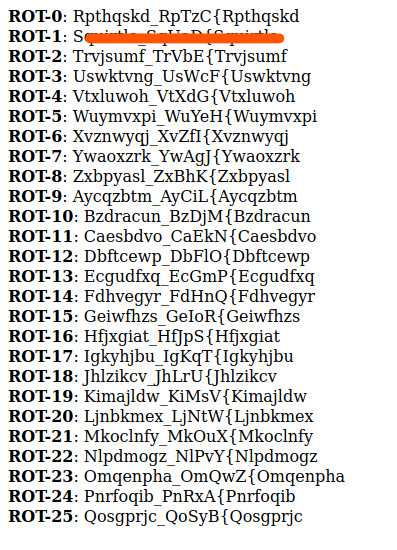 ROT-0: Rpthqskd_RpTzC{Rpthqskd
ROT-1:
ROT-2: Trvjsumf_TrVbE{Trvjsumf
ROT-3: Uswktvng_UsWcF{Uswktvng
ROT-4: Vtxluwoh_VtXdG{Vtxluwoh
ROT-5: Wuymvxpi_WuYeH{Wuymvxpi
ROT-6: Xvznwyqj_XvZfI{Xvznwyqj
ROT-7: Ywaoxzrk_YwAgJ{Ywaoxzrk
ROT-8: Zxbpyasl_ZxBhK{Zxbpyasl
ROT-9: Aycqzbtm_AyCiL{Aycqzbtm
ROT-10: Bzdracun_BzDjM{Bzdracun
ROT-11: Caesbdvo_CaEkN{Caesbdvo
ROT-12: Dbftcewp_DbFlO{Dbftcewp
ROT-13: Ecgudfxq_EcGmP{Ecgudfxq
ROT-14: Fdhvegyr_FdHnQ{Fdhvegyr
ROT-15: Geiwfhzs_GeIoR{Geiwfhzs
ROT-16: Hfjxgiat_HfJpS{Hfjxgiat
ROT-17: Igkyhjbu_IgKqT{Igkyhjbu
ROT-18: Jhlzikcv_JhLrU{Jhlzikcv
ROT-19: Kimajldw_KiMsV{Kimajldw
ROT-20: Ljnbkmex_LjNtW{Ljnbkmex
ROT-21: Mkoclnfy_MkOuX{Mkoclnfy
ROT-22: Nlpdmogz_NlPvY{Nlpdmogz
ROT-23: Omqenpha_OmQwZ{Omqenpha
ROT-24: Pnrfoqib_PnRxA{Pnrfoqib
ROT-25: Qosgprjc_QoSyB{Qosgprjc